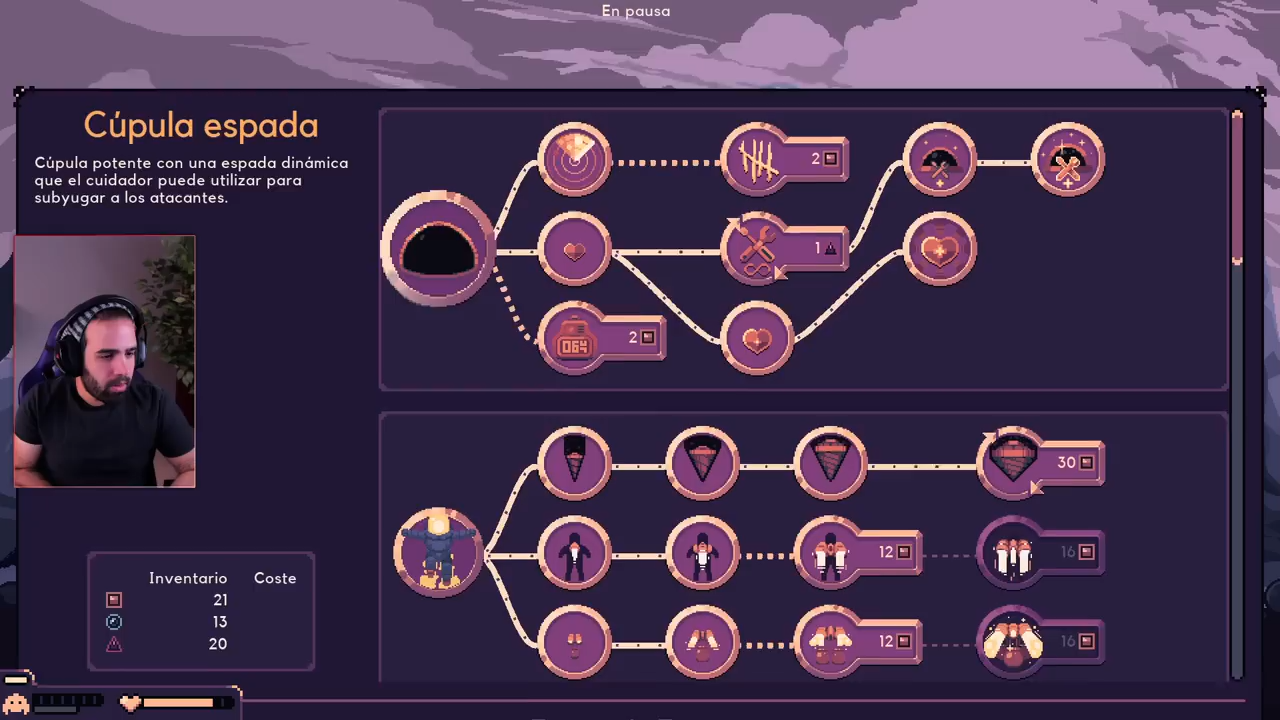 En pausa
Cúpula espada
Cúpula potente con una espada dinámica
que el cuidador puede utilizar para
subyugar a los atacantes.
2
1
064
2
30
12
16
12
16
Inventario Coste
21
13
20